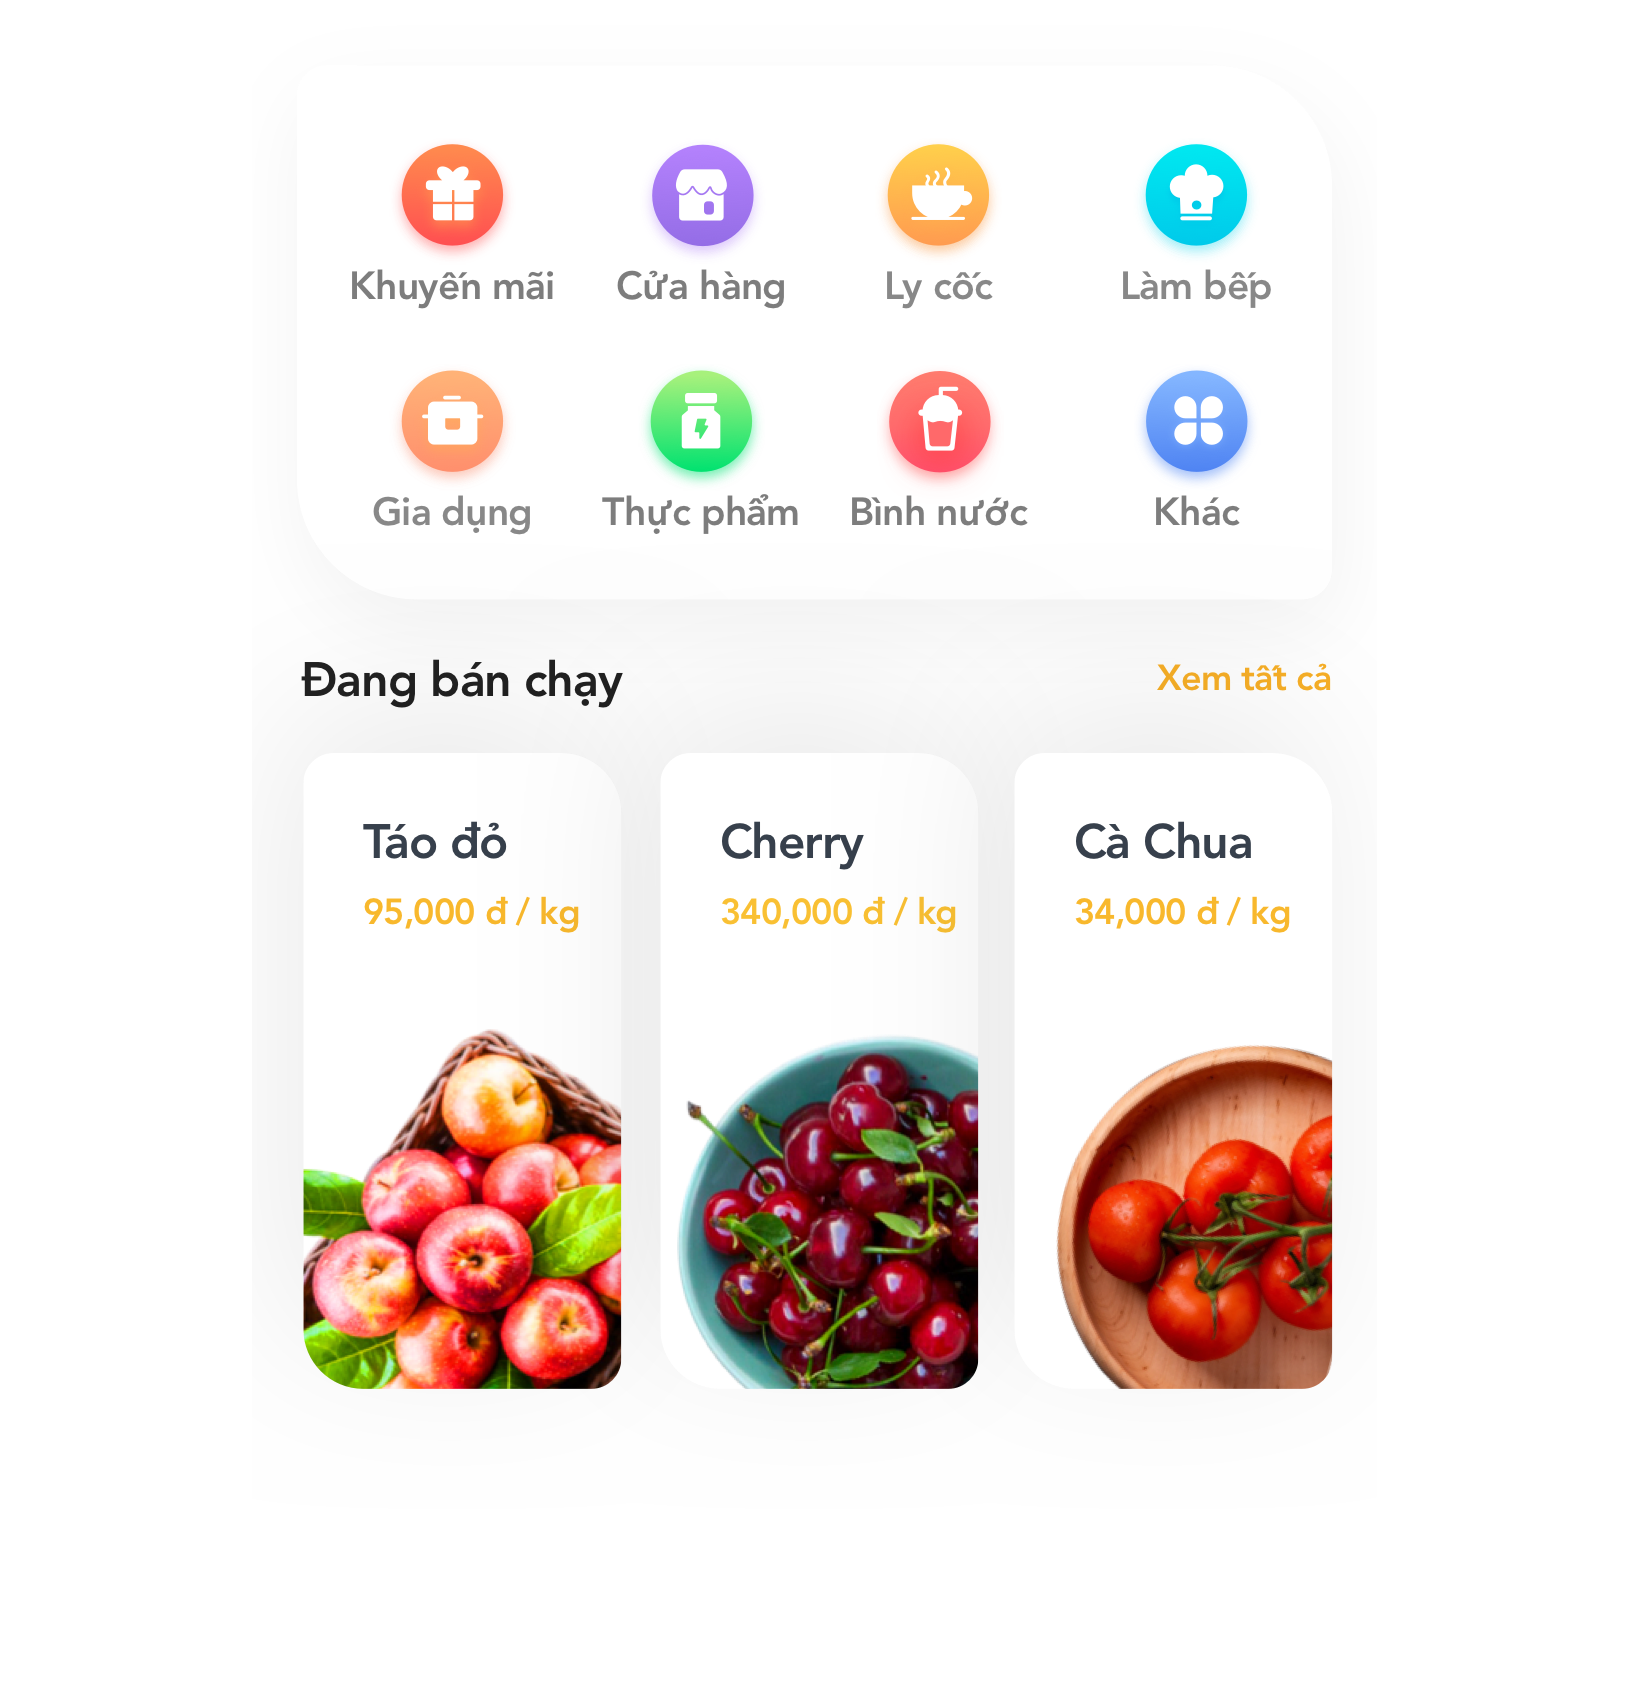 Khuyến mãi Cửa hàng Ly cốc Làm bếp
Gia dụng Thực phẩm Bình nước Khác
Đang bán chạy Xem tất cả
Táo đỏ Cherry Cà Chua
95,000 đ / kg 340,000 đ / kg 34,000 đ / kg